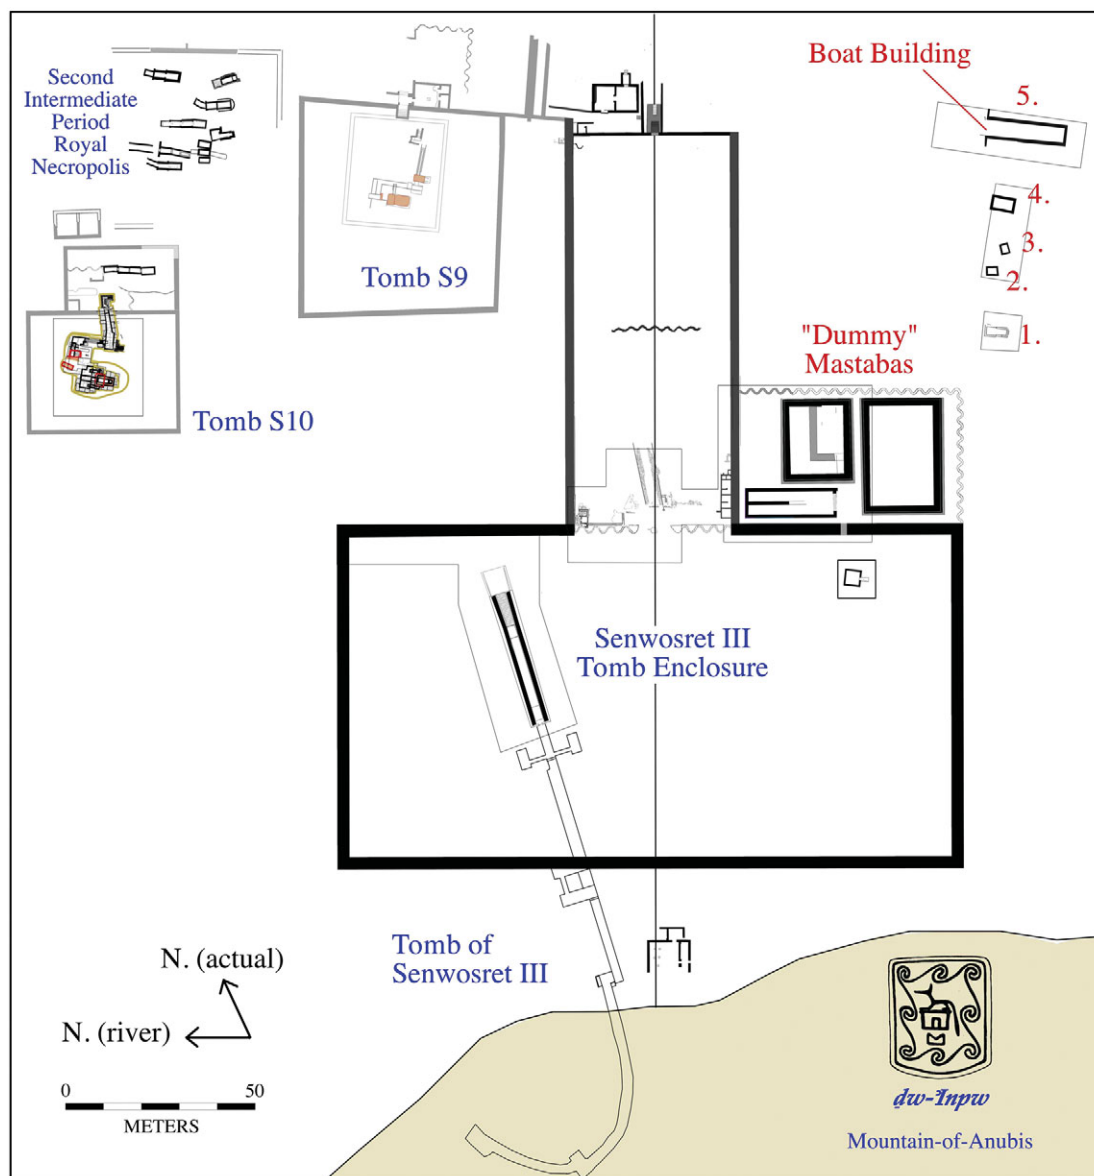 Second
Intermediate
Period
Royal
Necropolis
Boat Building
5.
4.
3.
2.
1.
Tomb S9
"Dummy"
Mastabas
Tomb S10
Senwosret III
Tomb Enclosure
Tomb of
Senwosret III
N. (actual)
N. (river)
0 50
METERS
ḏw-Inpw
Mountain-of-Anubis